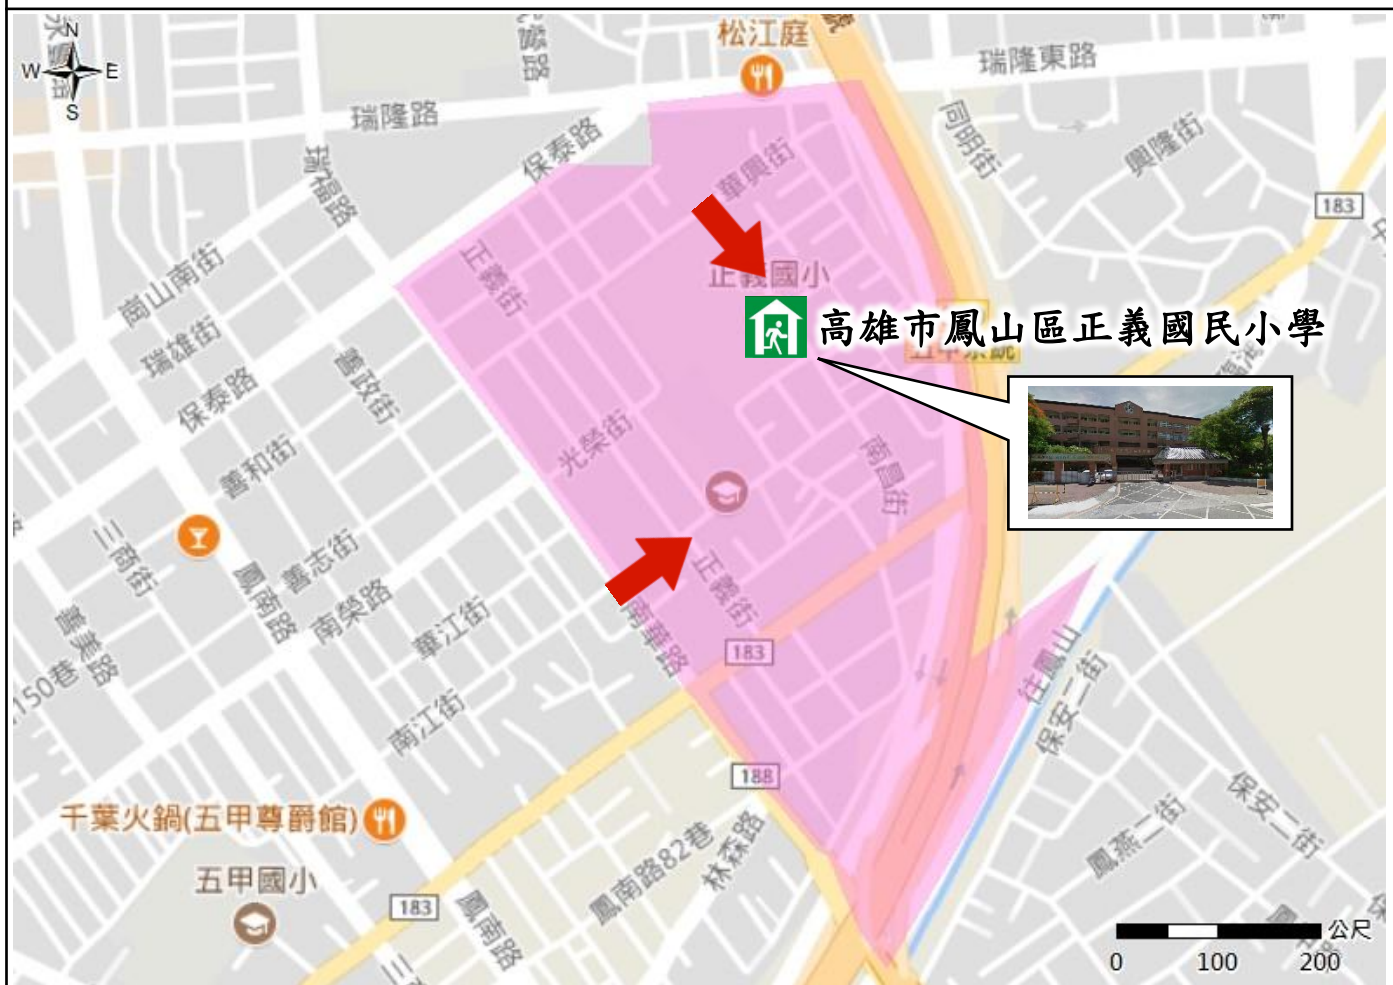 N
W
E
S
松江庭
瑞隆東路
瑞隆路
保泰路
瑞福路
同明街
興隆街
華興街
183
正義街
崗山南街
正義國小
高雄市鳳山區正義國民小學
瑞雄街
保泰路
善政街
光榮街
南昌街
善和街
三商街
善志街
鳳南路
南榮路
正義街
華江街
南華路
善美路
183
往鳳山
150巷
南江街
保安二街
188
千葉火鍋(五甲尊爵館)
林森路
保安二街
鳳燕二街
鳳南路82巷
五甲國小
183
鳳南路
公尺
0
100
200